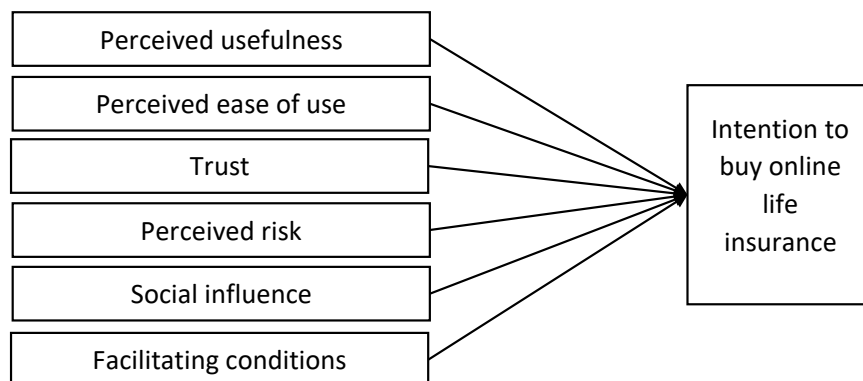 Perceived usefulness
Perceived ease of use
Trust
Perceived risk
Social influence
Facilitating conditions
Intention to
buy online
life
insurance